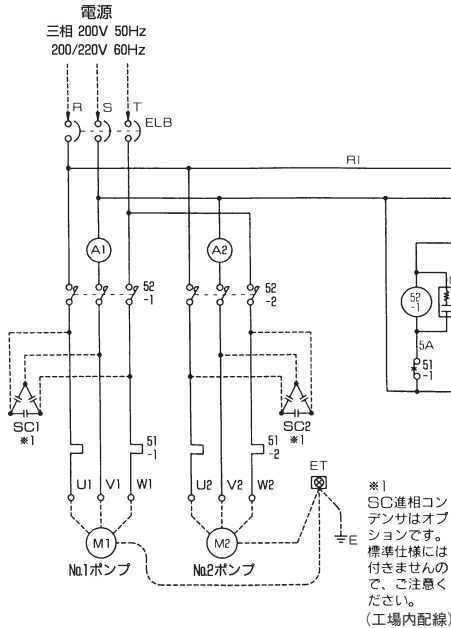 電源
三相 200V 50Hz
200/220V 60Hz
R S T
ELB
R1
A1 A2
52
-1
52
-2
52
-1
5A
51
-1
SC1
※1
SC2
※1
51
-1
51
-2
U1 V1 W1
U2 V2 W2
ET
E
M1 M2
No.1ポンプ
No.2ポンプ
※1
SC進相コン
デンサはオプ
ションです。
標準仕様には
付きませんの
で、ご注意く
ださい。
(工場内配線)